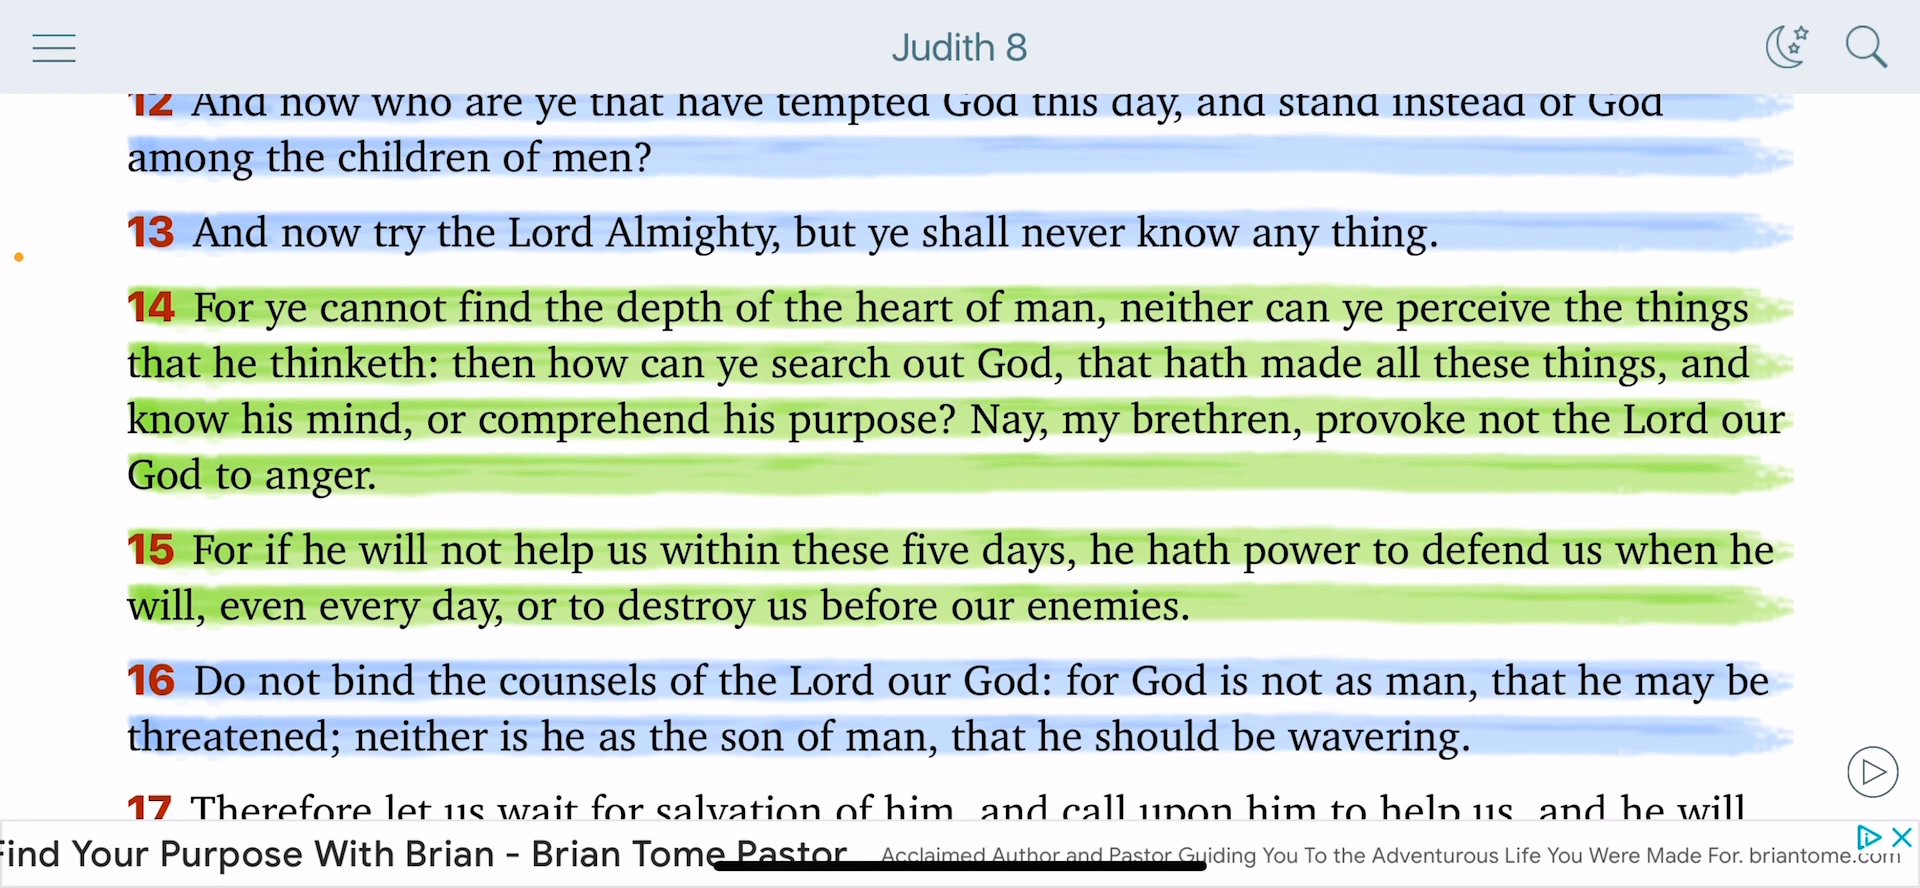 Judith 8
12 And now who are ye that have tempted God this day, and stand instead of God
among the children of men?
13 And now try the Lord Almighty, but ye shall never know any thing.
14 For ye cannot find the depth of the heart of man, neither can ye perceive the things
that he thinketh: then how can ye search out God, that hath made all these things, and
know his mind, or comprehend his purpose? Nay, my brethren, provoke not the Lord our
God to anger.
15 For if he will not help us within these five days, he hath power to defend us when he
will, even every day, or to destroy us before our enemies.
16 Do not bind the counsels of the Lord our God: for God is not as man, that he may be
threatened; neither is he as the son of man, that he should be wavering.
17 Therefore let us wait for salvation of him, and call upon him to help us, and he will
Find Your Purpose With Brian - Brian Tome Pastor
Acclaimed Author and Pastor Guiding You To the Adventurous Life You Were Made For. briantome.com